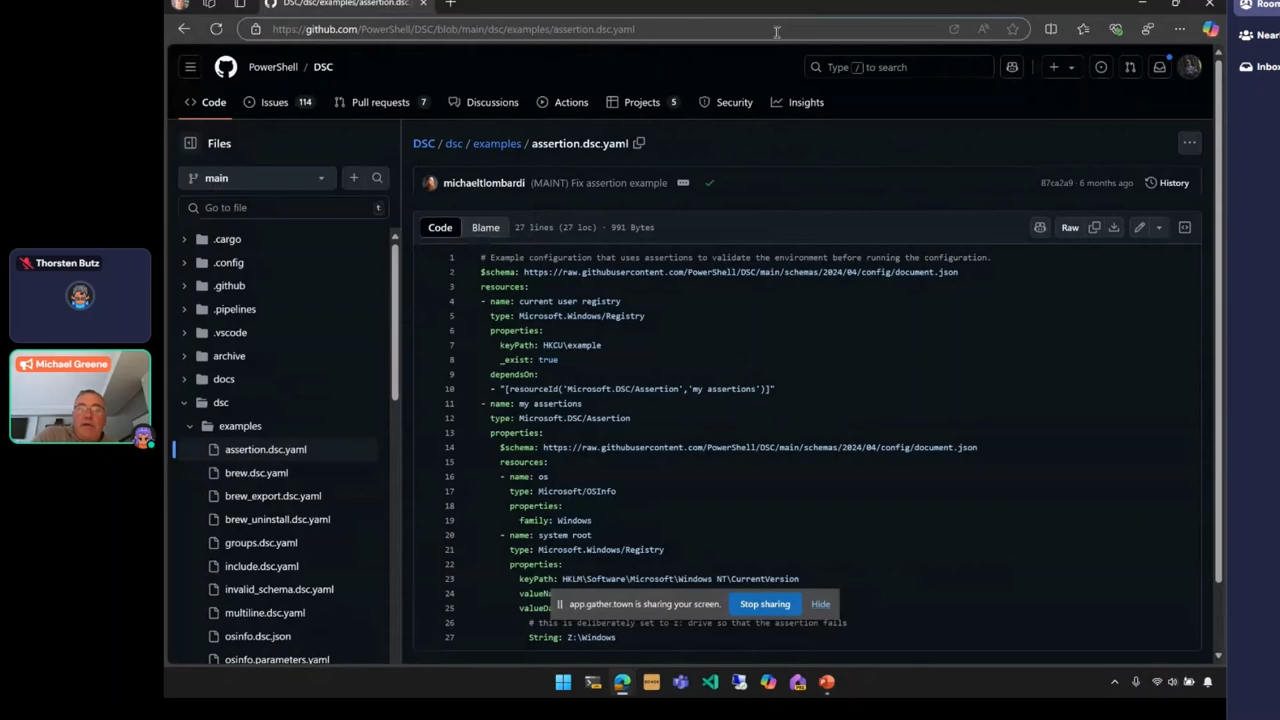 DSC/dsc/examples/assertion.dsc.
https://github.com/PowerShell/DSC/blob/main/dsc/examples/assertion.dsc.yaml
PowerShell / DSC
Type / to search
Code
Issues 114
Pull requests 7
Discussions
Actions
Projects 5
Security
Insights
Files
main
Go to file t
.cargo
.config
.github
.pipelines
.vscode
archive
docs
dsc
examples
assertion.dsc.yaml
brew.dsc.yaml
brew_export.dsc.yaml
brew_uninstall.dsc.yaml
groups.dsc.yaml
include.dsc.yaml
invalid_schema.dsc.yaml
multiline.dsc.yaml
osinfo.dsc.json
osinfo.parameters.yaml
DSC / dsc / examples / assertion.dsc.yaml
michaeltlombardi (MAINT) Fix assertion example
87ca2a9 · 6 months ago
History
Code Blame 27 lines (27 loc) · 991 Bytes
Raw
1 # Example configuration that uses assertions to validate the environment before running the configuration.
2 $schema: https://raw.githubusercontent.com/PowerShell/DSC/main/schemas/2024/04/config/document.json
3 resources:
4 - name: current user registry
5 type: Microsoft.Windows/Registry
6 properties:
7 keyPath: HKCU\example
8 _exist: true
9 dependsOn:
10 - "[resourceId('Microsoft.DSC/Assertion','my assertions')]"
11 - name: my assertions
12 type: Microsoft.DSC/Assertion
13 properties:
14 $schema: https://raw.githubusercontent.com/PowerShell/DSC/main/schemas/2024/04/config/document.json
15 resources:
16 - name: os
17 type: Microsoft/OSInfo
18 properties:
19 family: Windows
20 - name: system root
21 type: Microsoft.Windows/Registry
22 properties:
23 keyPath: HKLM\Software\Microsoft\Windows NT\CurrentVersion
24 valueNa
25 valueDa
26 # this is deliberately set to z: drive so that the assertion fails
27 String: Z:\Windows
app.gather.town is sharing your screen.
Stop sharing
Hide
Thorsten Butz
Michael Greene
Room
Near
Inbox